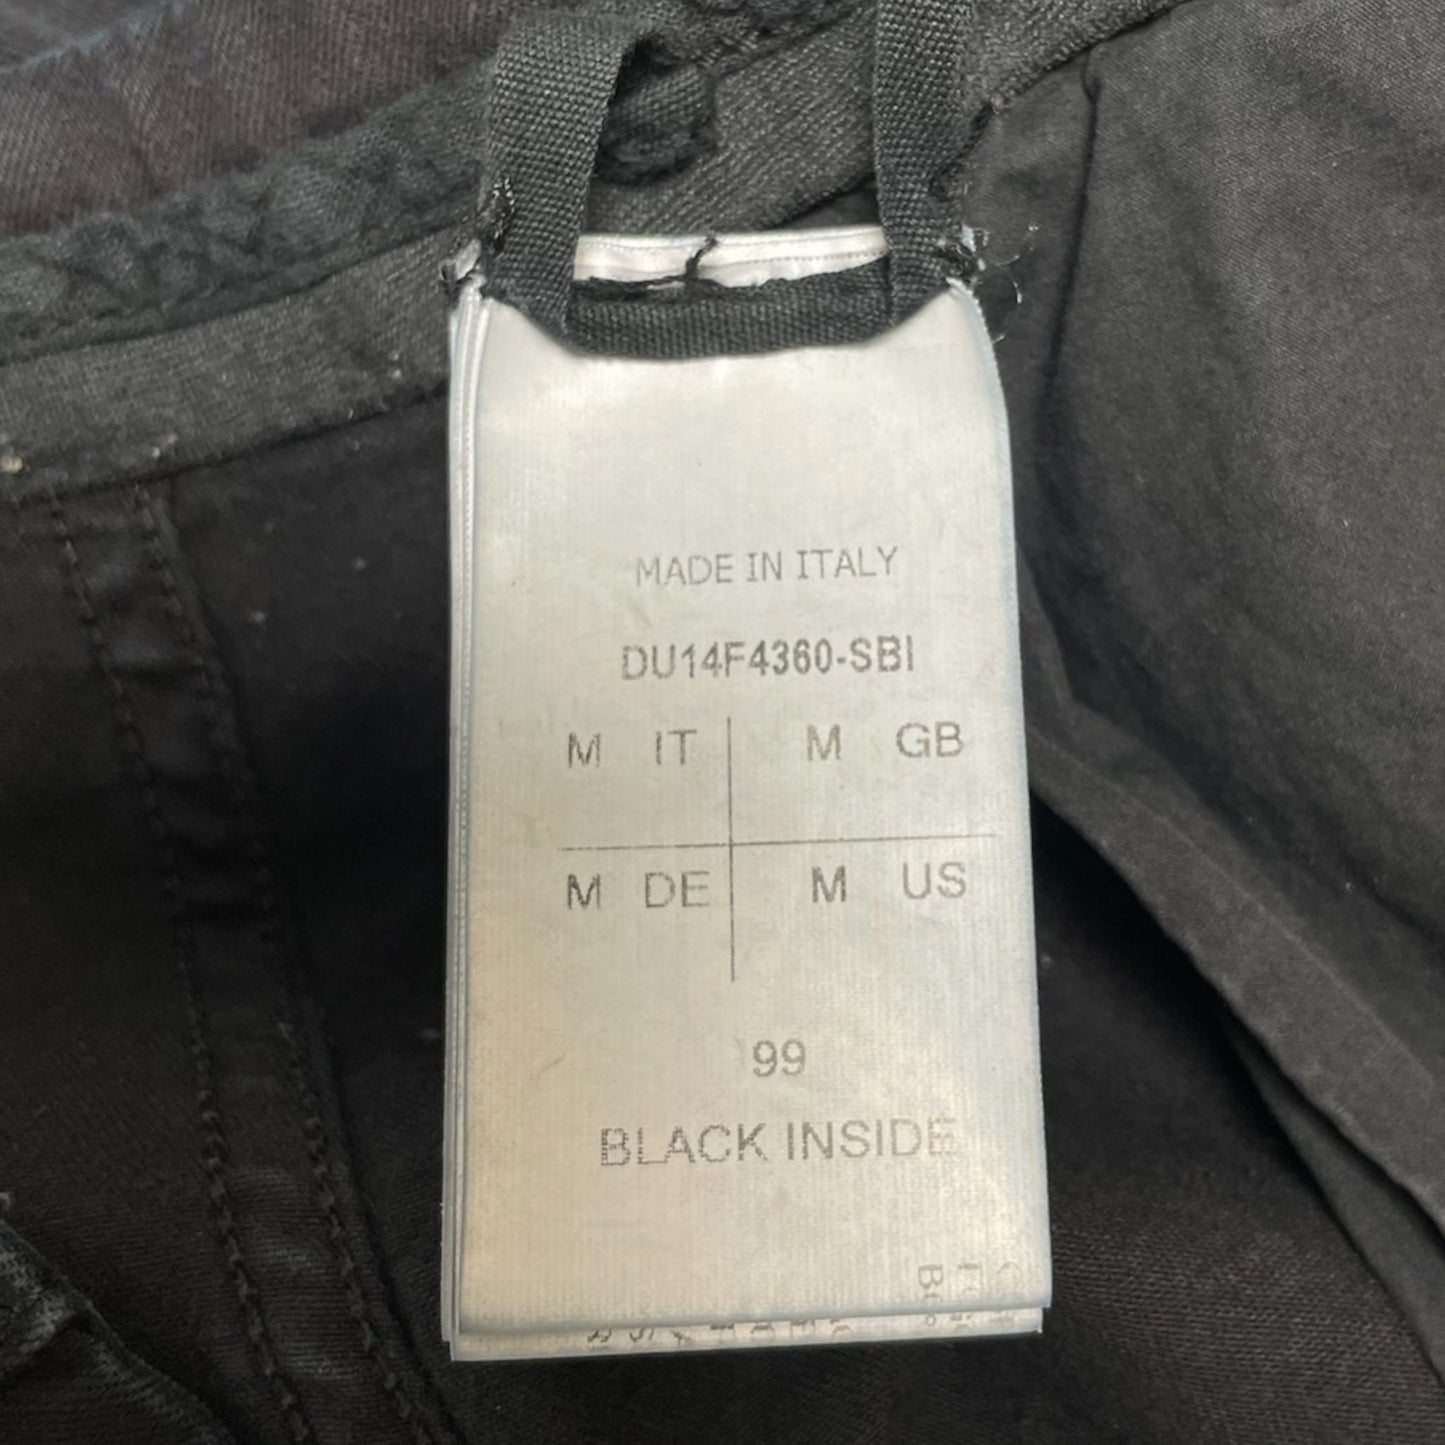 MADE IN ITALY
DU14F4360-SBI
M IT M GB
M DE M US
99
BLACK INSIDE